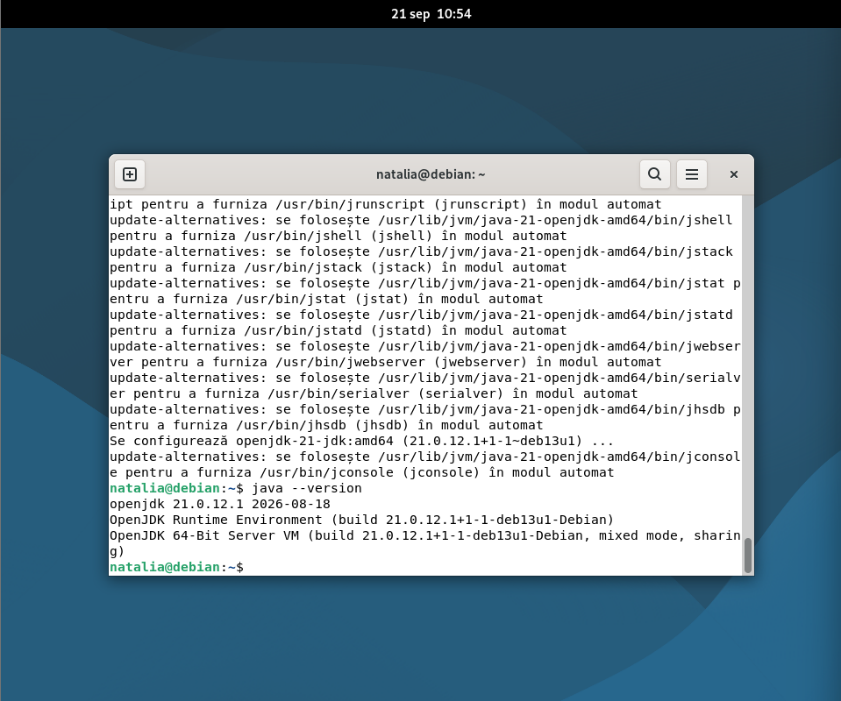 21 sep 10:54
natalia@debian: ~
ipt pentru a furniza /usr/bin/jrunscript (jrunscript) în modul automat
update-alternatives: se folosește /usr/lib/jvm/java-21-openjdk-amd64/bin/jshell
pentru a furniza /usr/bin/jshell (jshell) în modul automat
update-alternatives: se folosește /usr/lib/jvm/java-21-openjdk-amd64/bin/jstack
pentru a furniza /usr/bin/jstack (jstack) în modul automat
update-alternatives: se folosește /usr/lib/jvm/java-21-openjdk-amd64/bin/jstat p
entru a furniza /usr/bin/jstat (jstat) în modul automat
update-alternatives: se folosește /usr/lib/jvm/java-21-openjdk-amd64/bin/jstatd
pentru a furniza /usr/bin/jstatd (jstatd) în modul automat
update-alternatives: se folosește /usr/lib/jvm/java-21-openjdk-amd64/bin/jwebser
ver pentru a furniza /usr/bin/jwebserver (jwebserver) în modul automat
update-alternatives: se folosește /usr/lib/jvm/java-21-openjdk-amd64/bin/serialv
er pentru a furniza /usr/bin/serialver (serialver) în modul automat
update-alternatives: se folosește /usr/lib/jvm/java-21-openjdk-amd64/bin/jhsdb p
entru a furniza /usr/bin/jhsdb (jhsdb) în modul automat
Se configurează openjdk-21-jdk:amd64 (21.0.12.1+1-1~deb13u1) ...
update-alternatives: se folosește /usr/lib/jvm/java-21-openjdk-amd64/bin/jconsol
e pentru a furniza /usr/bin/jconsole (jconsole) în modul automat
natalia@debian:~$ java --version
openjdk 21.0.12.1 2026-08-18
OpenJDK Runtime Environment (build 21.0.12.1+1-1-deb13u1-Debian)
OpenJDK 64-Bit Server VM (build 21.0.12.1+1-1-deb13u1-Debian, mixed mode, sharin
g)
natalia@debian:~$